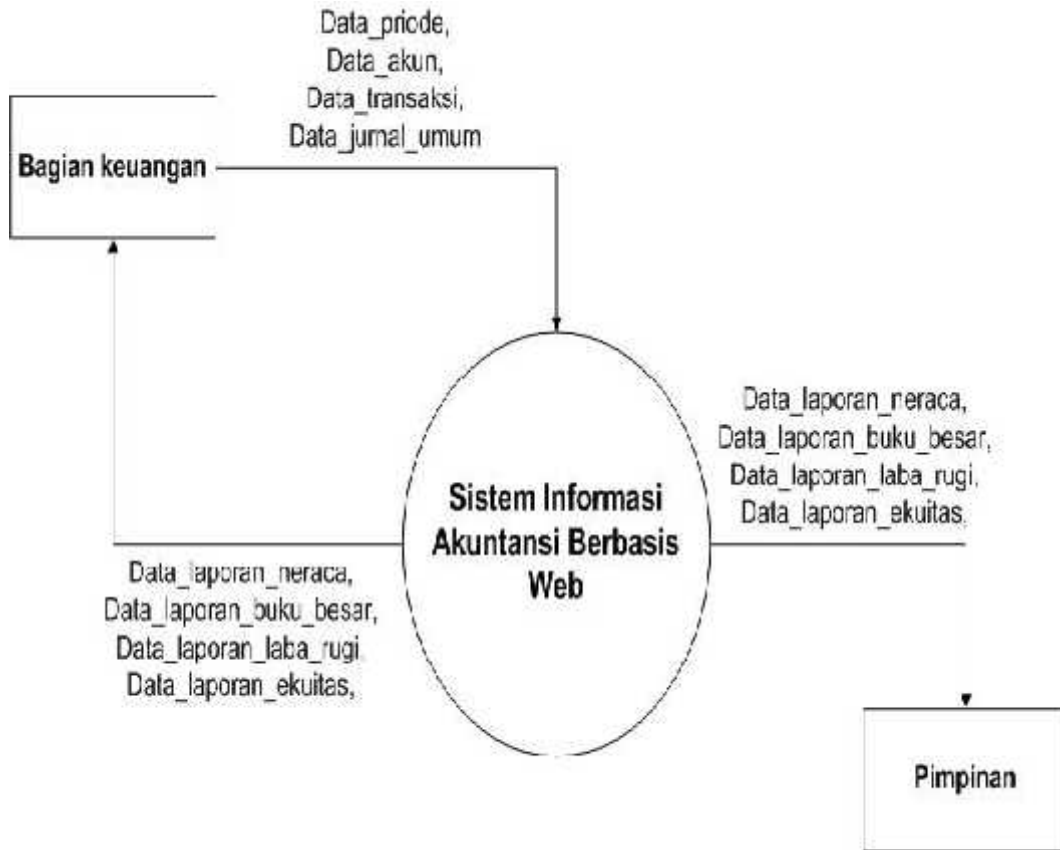 Data_priode,
Data_akun,
Data_transaksi,
Data_jurnal_umum
Bagian keuangan
Data_laporan_neraca,
Data_laporan_buku_besar,
Data_laporan_laba_rugi,
Data_laporan_ekuitas,
Sistem Informasi
Akuntansi Berbasis
Web
Data_laporan_neraca,
Data_laporan_buku_besar,
Data_laporan_laba_rugi,
Data_laporan_ekuitas,
Pimpinan